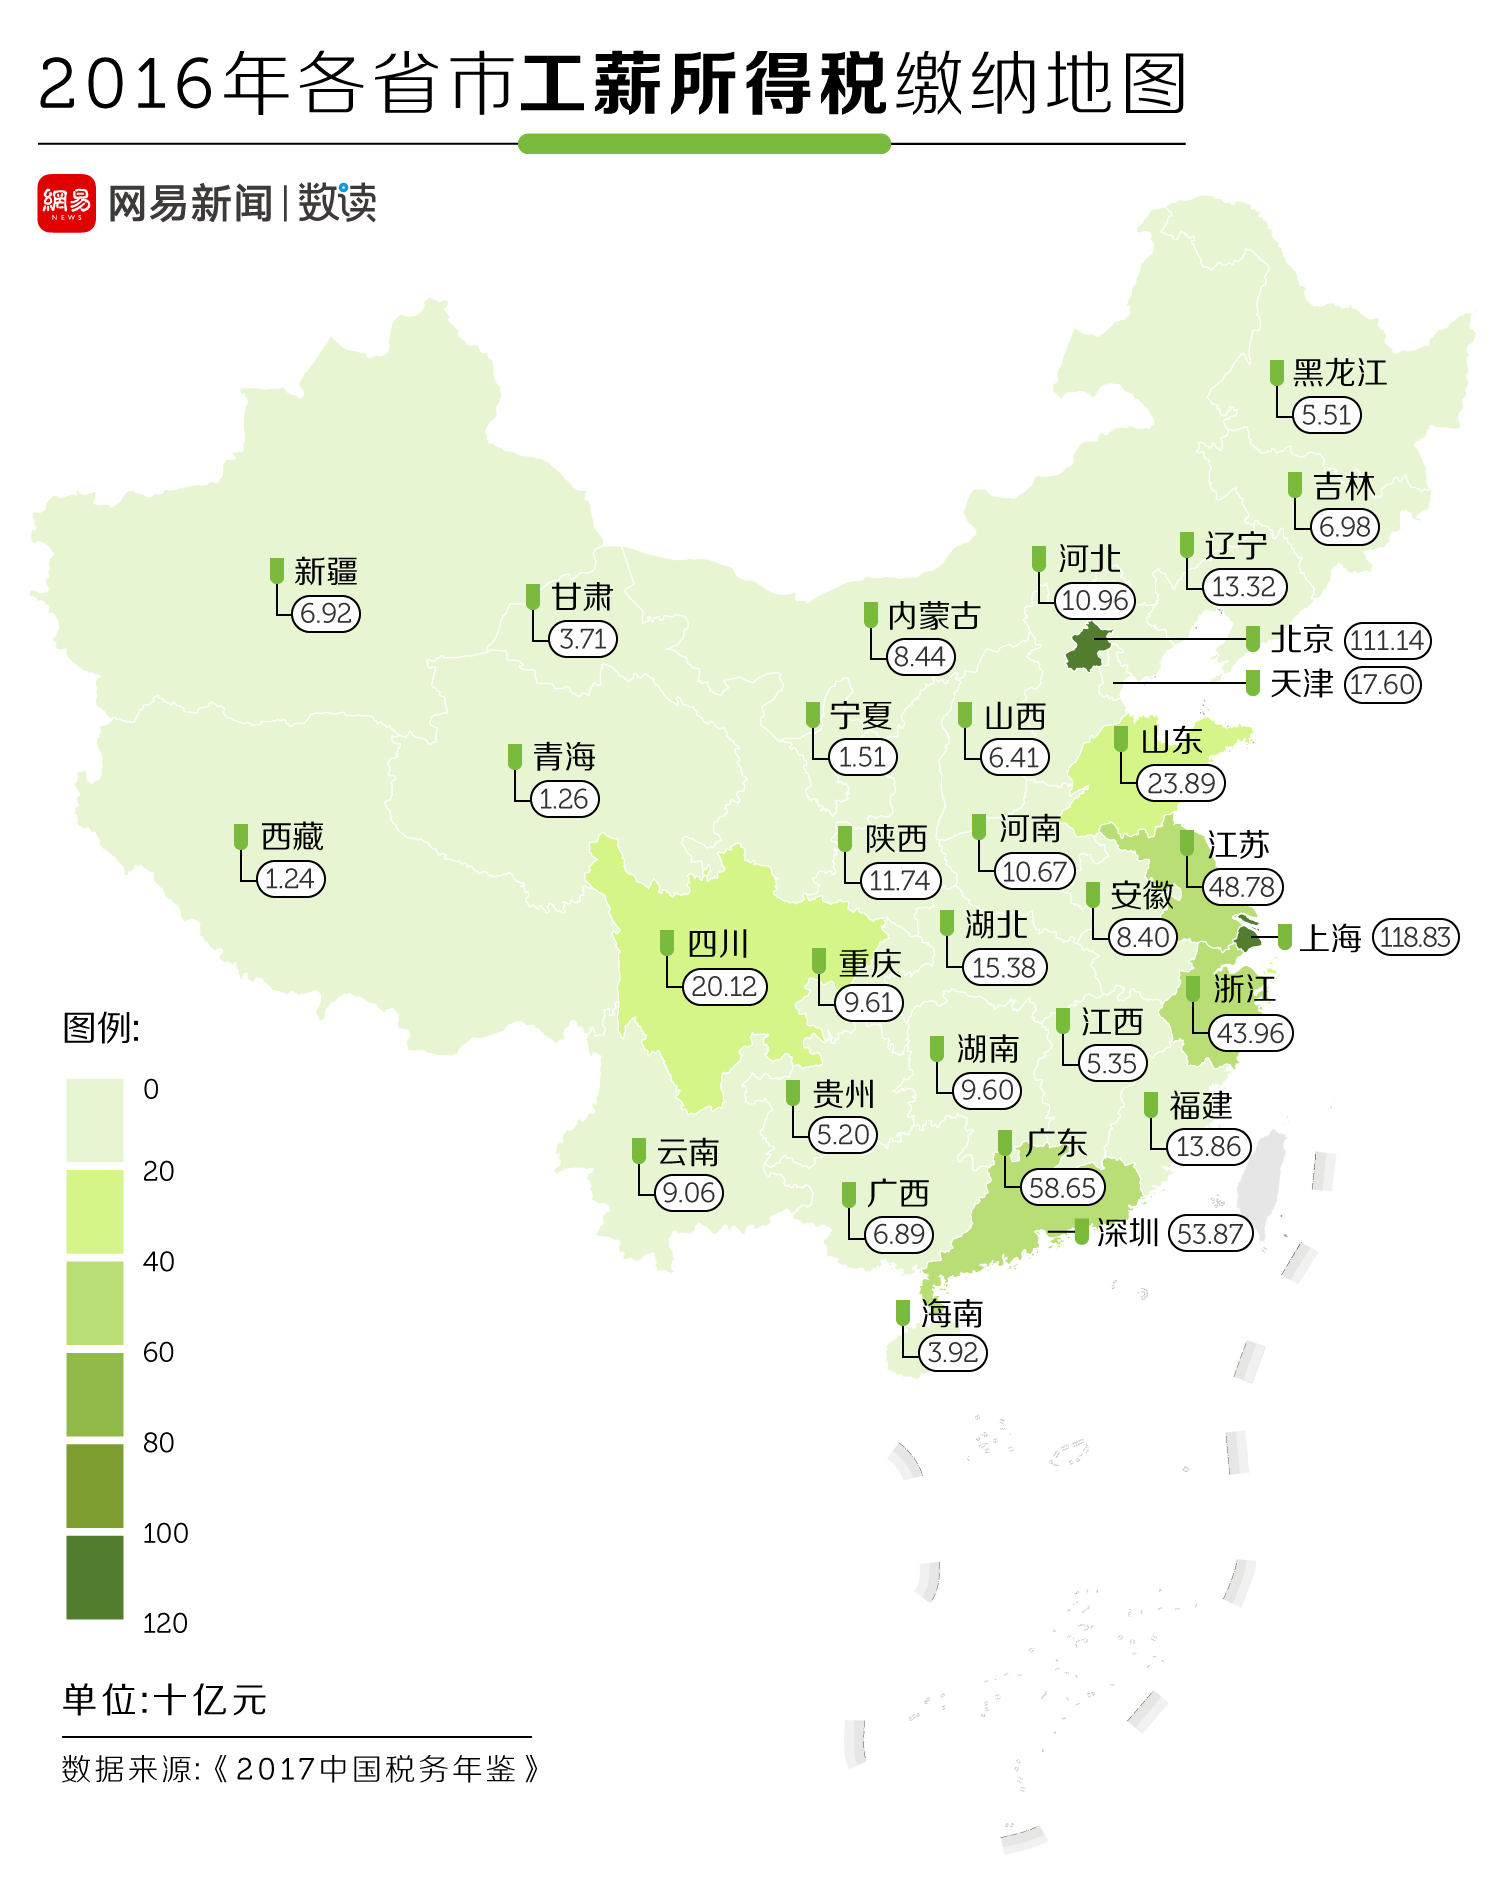 2016年各省市工薪所得税缴纳地图
網易
NEWS
网易新闻|数读
黑龙江
5.51
吉林
6.98
辽宁
13.32
河北
10.96
新疆
6.92
甘肃
3.71
内蒙古
8.44
北京 111.14
天津 17.60
宁夏
1.51
山西
6.41
山东
23.89
青海
1.26
西藏
1.24
陕西
11.74
河南
10.67
江苏
48.78
安徽
8.40
湖北
15.38
上海 118.83
四川
20.12
重庆
9.61
浙江
43.96
江西
5.35
湖南
9.60
贵州
5.20
福建
13.86
云南
9.06
广东
58.65
广西
6.89
深圳 53.87
海南
3.92
图例:
0
20
40
60
80
100
120
单位:十亿元
数据来源:《2017中国税务年鉴》